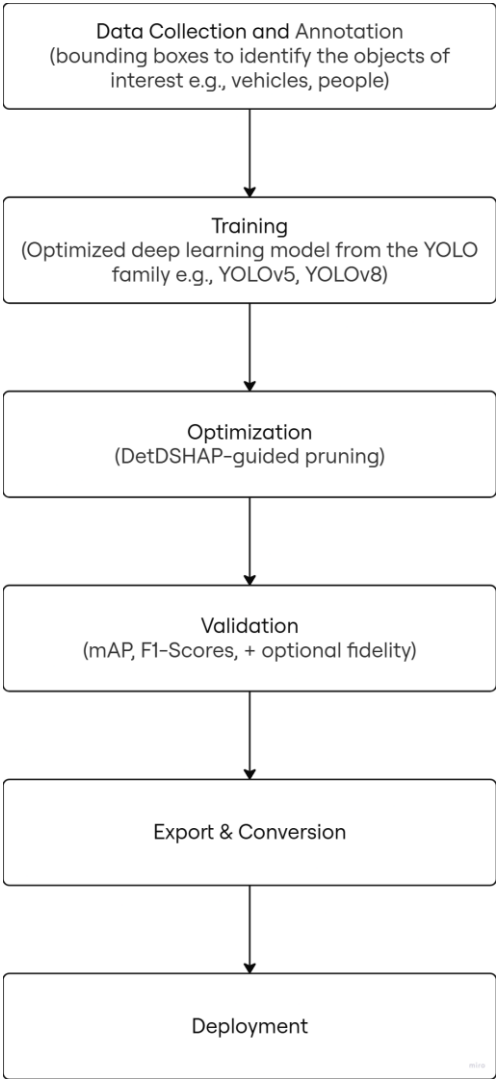 Data Collection and Annotation
(bounding boxes to identify the objects of
interest e.g., vehicles, people)
Training
(Optimized deep learning model from the YOLO
family e.g., YOLOv5, YOLOv8)
Optimization
(DetDSHAP-guided pruning)
Validation
(mAP, F1-Scores, + optional fidelity)
Export & Conversion
Deployment
miro